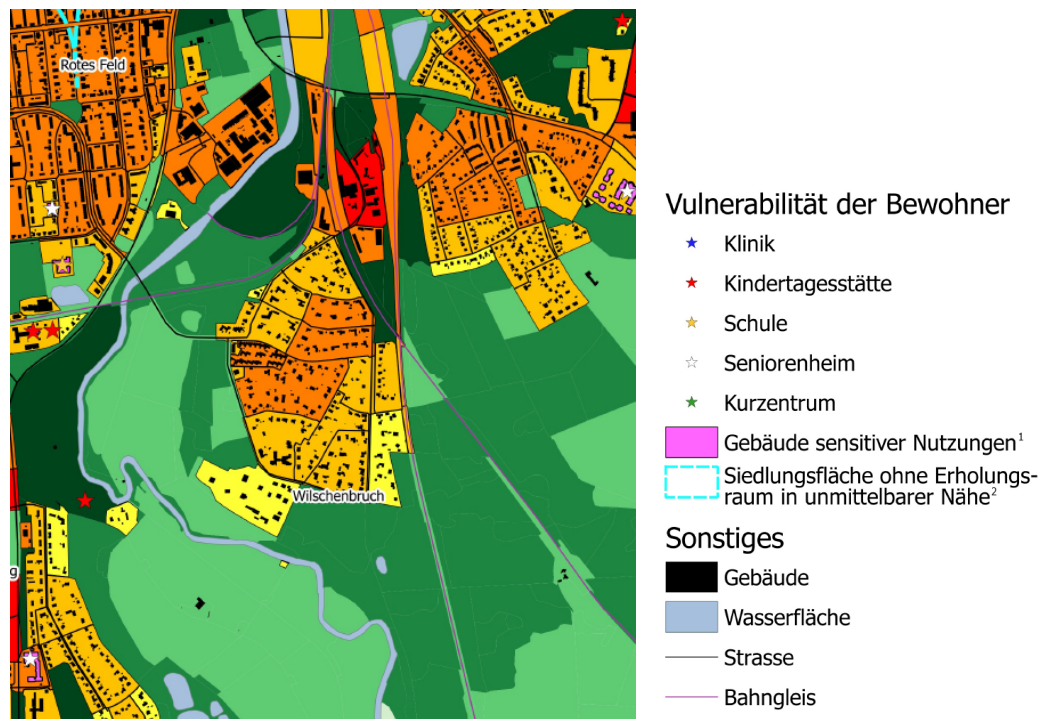 Rotes Feld
Wilschenbruch
g
Vulnerabilität der Bewohner
Klinik
Kindertagesstätte
Schule
Seniorenheim
Kurzentrum
Gebäude sensitiver Nutzungen¹
Siedlungsfläche ohne Erholungs-
raum in unmittelbarer Nähe²
Sonstiges
Gebäude
Wasserfläche
Strasse
Bahngleis